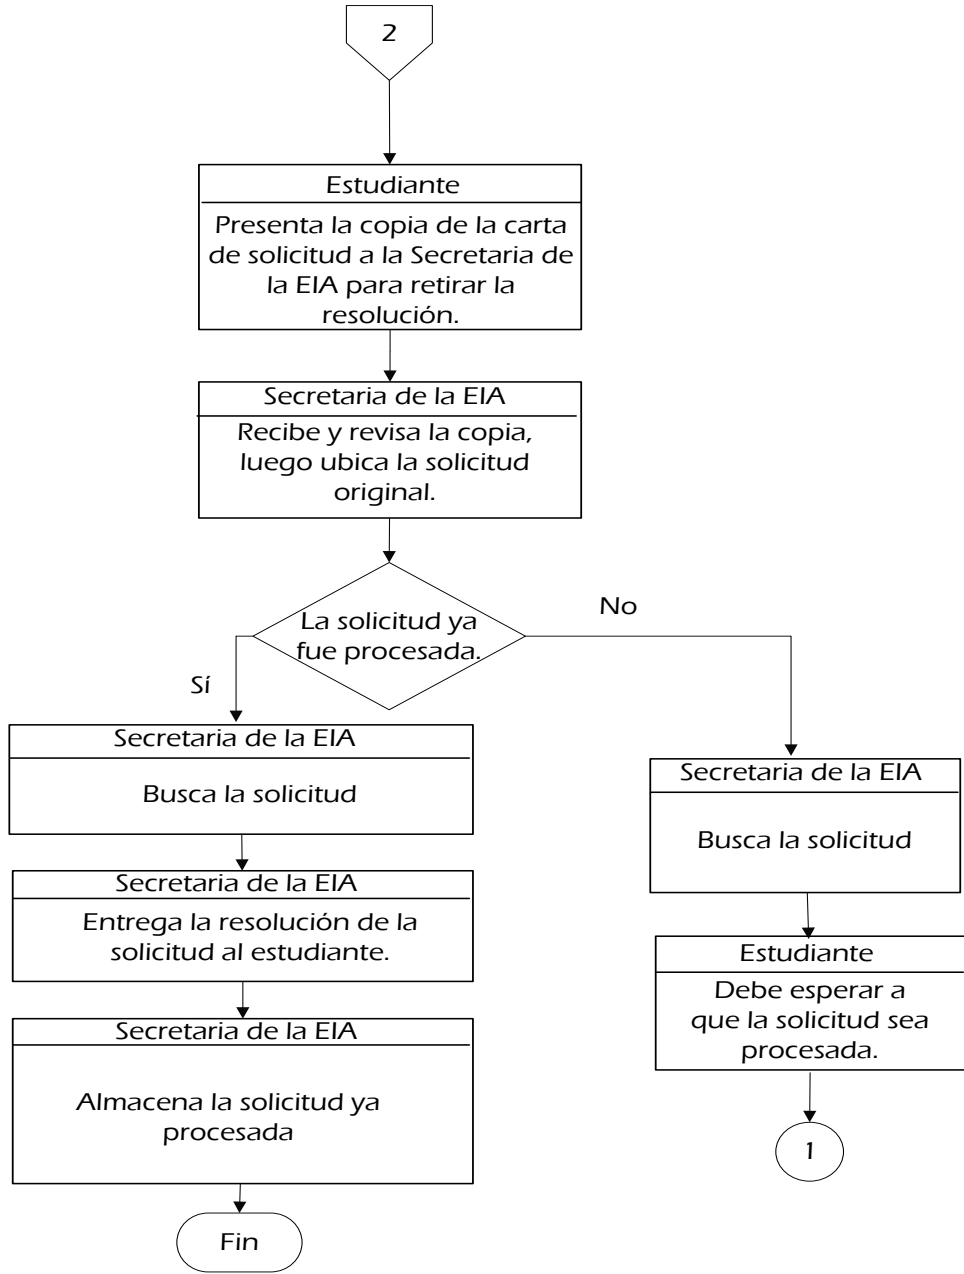 2
Estudiante
Presenta la copia de la carta
de solicitud a la Secretaria de
la EIA para retirar la
resolución.
Secretaria de la EIA
Recibe y revisa la copia,
luego ubica la solicitud
original.
La solicitud ya
fue procesada.
No
Sí
Secretaria de la EIA
Busca la solicitud
Secretaria de la EIA
Entrega la resolución de la
solicitud al estudiante.
Secretaria de la EIA
Almacena la solicitud ya
procesada
Fin
Secretaria de la EIA
Busca la solicitud
Estudiante
Debe esperar a
que la solicitud sea
procesada.
1